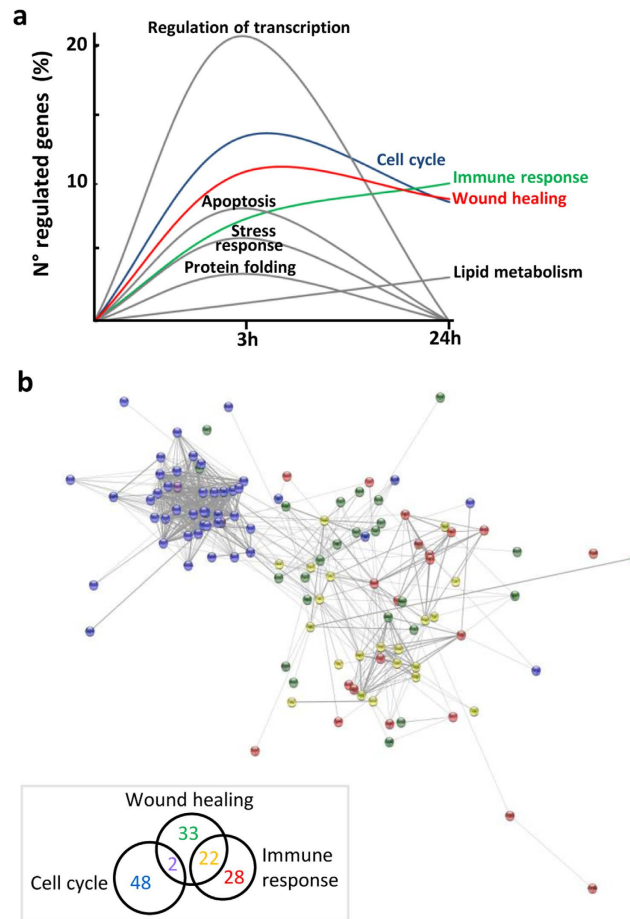 a
Regulation of transcription
20
N° regulated genes (%)
Cell cycle
Immune response
10
Wound healing
Apoptosis
Stress
response
Protein folding
Lipid metabolism
3h
24h
b
Wound healing
33
2
22
Immune
response
Cell cycle
48
28